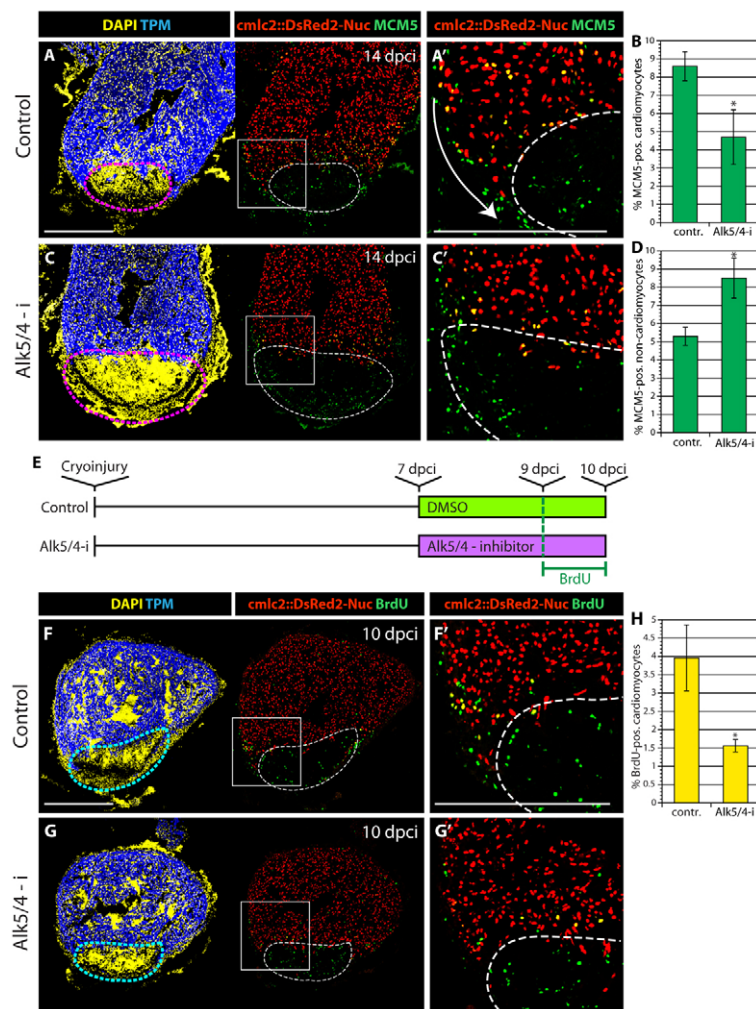 DAPI TPM
cmlc2::DsRed2-Nuc MCM5
cmlc2::DsRed2-Nuc MCM5
Control
A
14 dpci
A'
B
% MCM5-pos. cardiomyocytes
10
9
8
7
6
5
4
3
2
1
0
*
contr.
Alk5/4-i
Alk5/4 - i
C
14 dpci
C'
D
% MCM5-pos. non-cardiomyocytes
10
9
8
7
6
5
4
3
2
1
0
*
contr.
Alk5/4-i
E
Cryoinjury
7 dpci
9 dpci
10 dpci
Control
DMSO
Alk5/4-i
Alk5/4 - inhibitor
BrdU
DAPI TPM
cmlc2::DsRed2-Nuc BrdU
cmlc2::DsRed2-Nuc BrdU
Control
F
10 dpci
F'
H
% BrdU-pos. cardiomyocytes
5
4.5
4
3.5
3
2.5
2
1.5
1
0.5
0
*
contr.
Alk5/4-i
Alk5/4 - i
G
10 dpci
G'